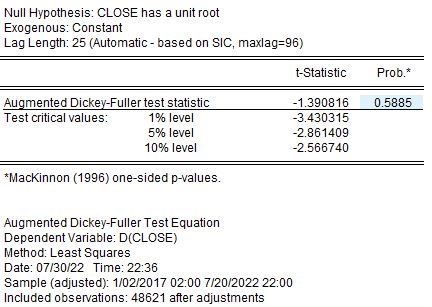 Null Hypothesis: CLOSE has a unit root
Exogenous: Constant
Lag Length: 25 (Automatic - based on SIC, maxlag=96)
t-Statistic Prob.*
Augmented Dickey-Fuller test statistic -1.390816 0.5885
Test critical values: 1% level -3.430315
5% level -2.861409
10% level -2.566740
*MacKinnon (1996) one-sided p-values.
Augmented Dickey-Fuller Test Equation
Dependent Variable: D(CLOSE)
Method: Least Squares
Date: 07/30/22 Time: 22:36
Sample (adjusted): 1/02/2017 02:00 7/20/2022 22:00
Included observations: 48621 after adjustments